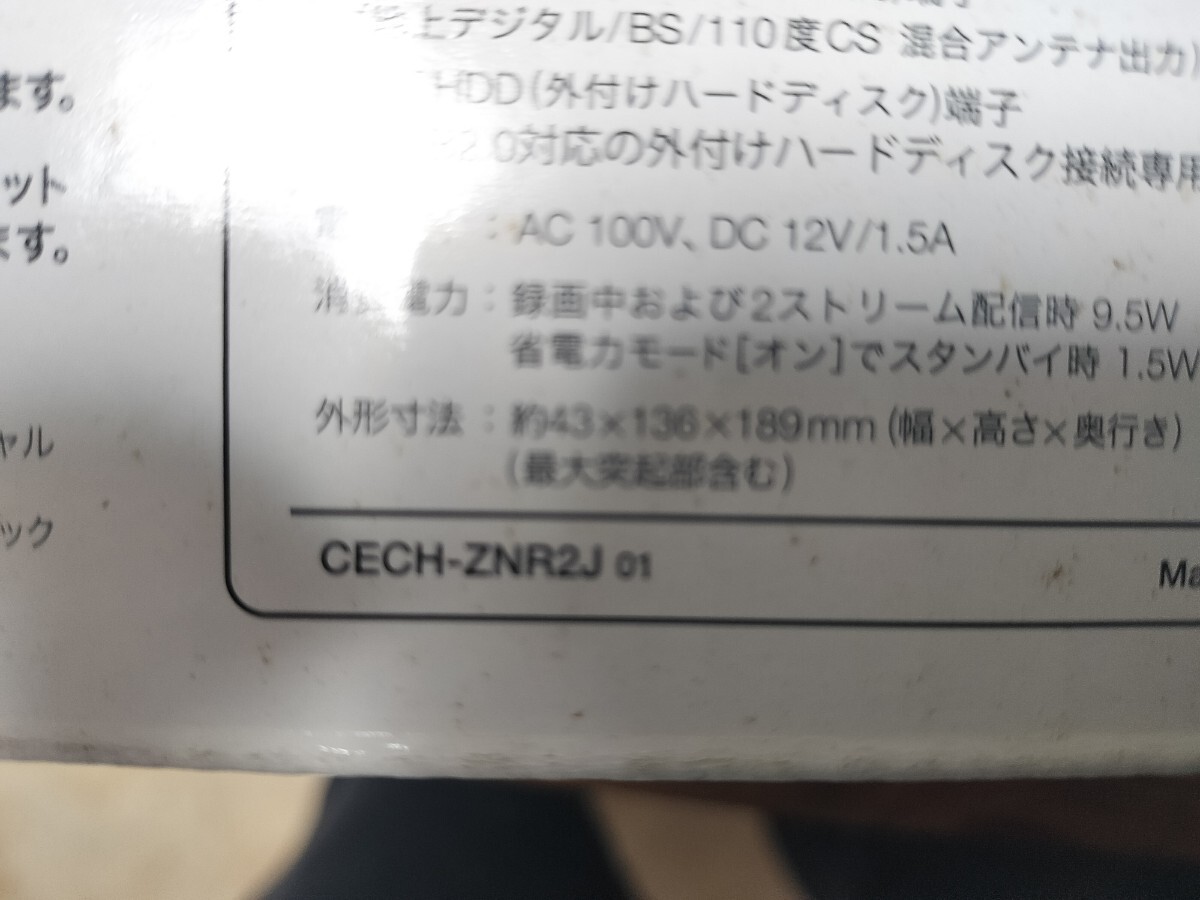 上デジタル/BS/110度CS 混合アンテナ出力)
HDD(外付けハードディスク)端子
2.0対応の外付けハードディスク接続専用
: AC 100V、DC 12V/1.5A
消費電力 : 録画中および2ストリーム配信時 9.5W
省電力モード[オン]でスタンバイ時 1.5W
外形寸法 : 約43×136×189mm (幅×高さ×奥行き)
(最大突起部含む)
CECH-ZNR2J 01
Ma
ます。
ット
ます。
ャル
ック